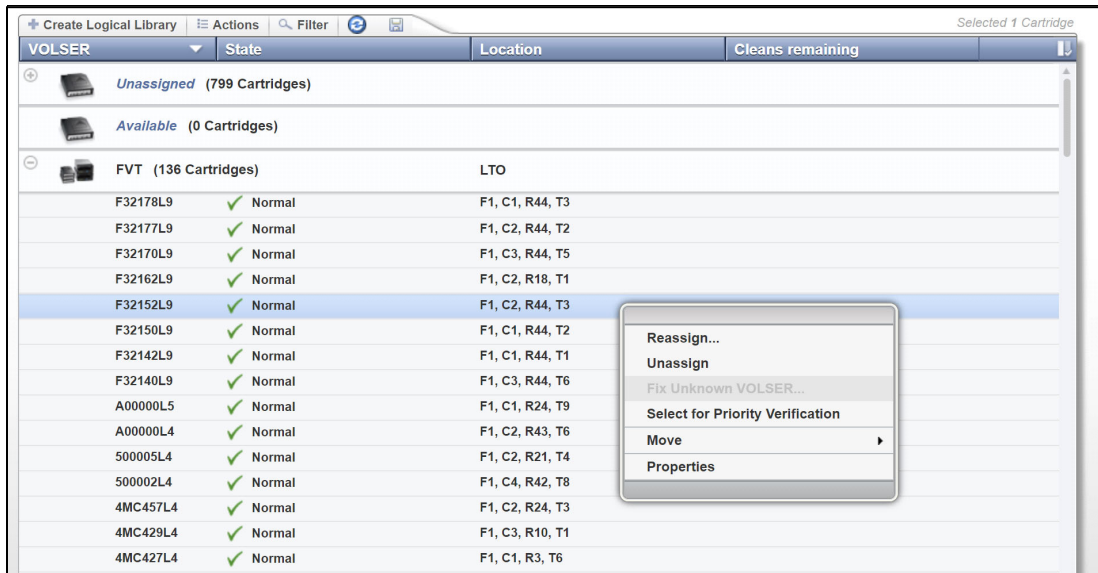 Create Logical Library Actions Filter Selected 1 Cartridge
VOLSER State Location Cleans remaining
Unassigned (799 Cartridges)
Available (0 Cartridges)
FVT (136 Cartridges) LTO
F32178L9 Normal F1, C1, R44, T3
F32177L9 Normal F1, C2, R44, T2
F32170L9 Normal F1, C3, R44, T5
F32162L9 Normal F1, C2, R18, T1
F32152L9 Normal F1, C2, R44, T3
F32150L9 Normal F1, C1, R44, T2
F32142L9 Normal F1, C1, R44, T1
F32140L9 Normal F1, C3, R44, T6
A00000L5 Normal F1, C1, R24, T9
A00000L4 Normal F1, C2, R43, T6
500005L4 Normal F1, C2, R21, T4
500002L4 Normal F1, C4, R42, T8
4MC457L4 Normal F1, C2, R24, T3
4MC429L4 Normal F1, C3, R10, T1
4MC427L4 Normal F1, C1, R3, T6
Reassign...
Unassign
Fix Unknown VOLSER...
Select for Priority Verification
Move
Properties